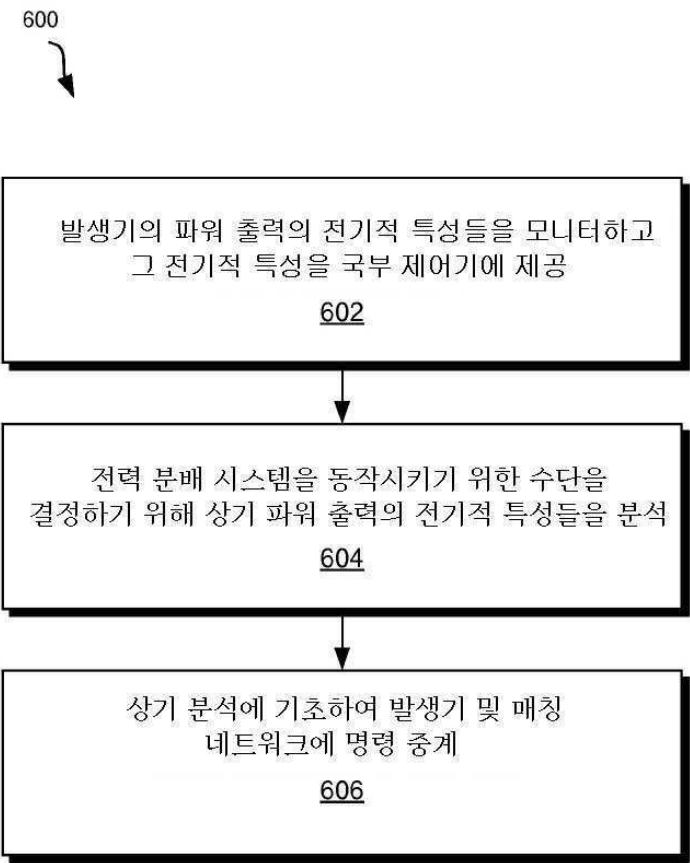 600
발생기의 파워 출력의 전기적 특성들을 모니터하고
그 전기적 특성을 국부 제어기에 제공
602
전력 분배 시스템을 동작시키기 위한 수단을
결정하기 위해 상기 파워 출력의 전기적 특성들을 분석
604
상기 분석에 기초하여 발생기 및 매칭
네트워크에 명령 중계
606